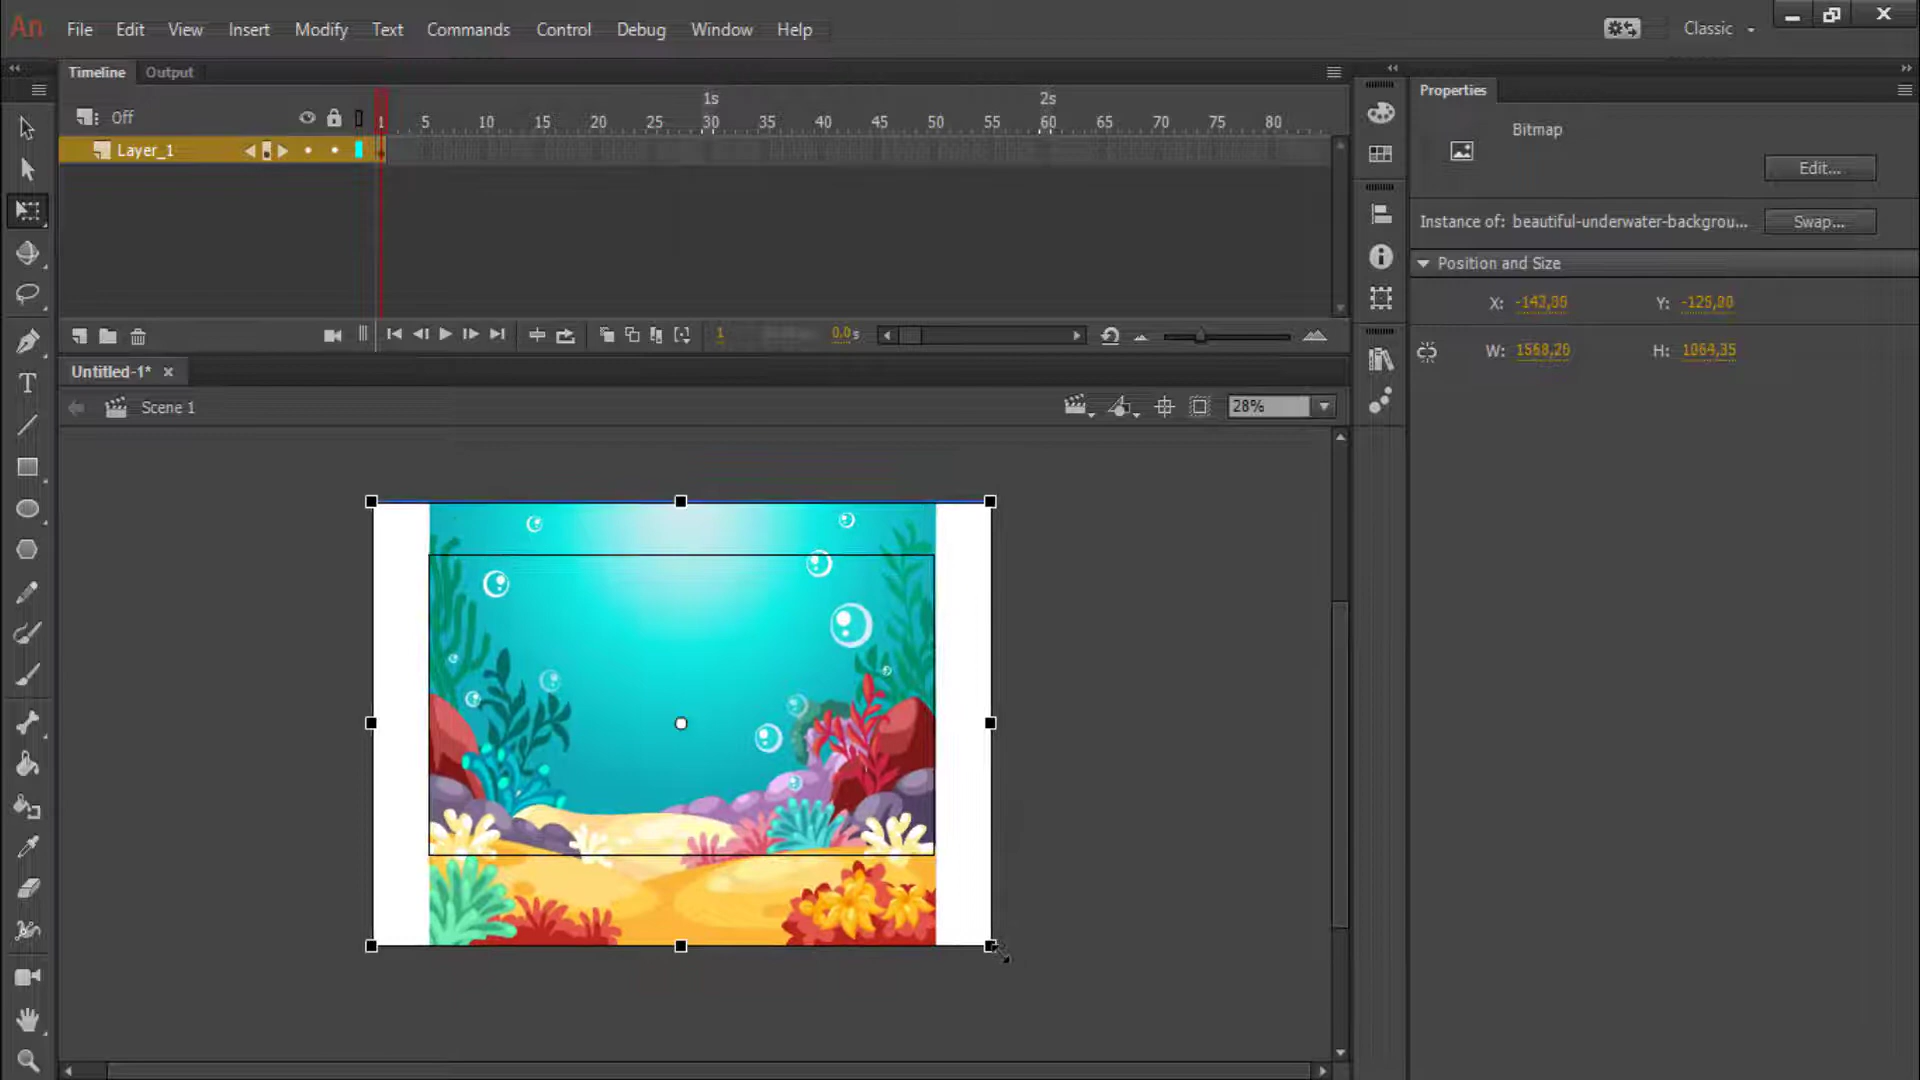 An File Edit View Insert Modify Text Commands Control Debug Window Help Classic
Timeline Output
Properties
1s 2s
Off 1 5 10 15 20 25 30 35 40 45 50 55 60 65 70 75 80
Bitmap
Layer_1
Edit...
Instance of: beautiful-underwater-backgrou... Swap...
Position and Size
X: -143,00 Y: -125,00
1 0.0s
W: 1568,20 H: 1064,35
Untitled-1*
Scene 1 28%